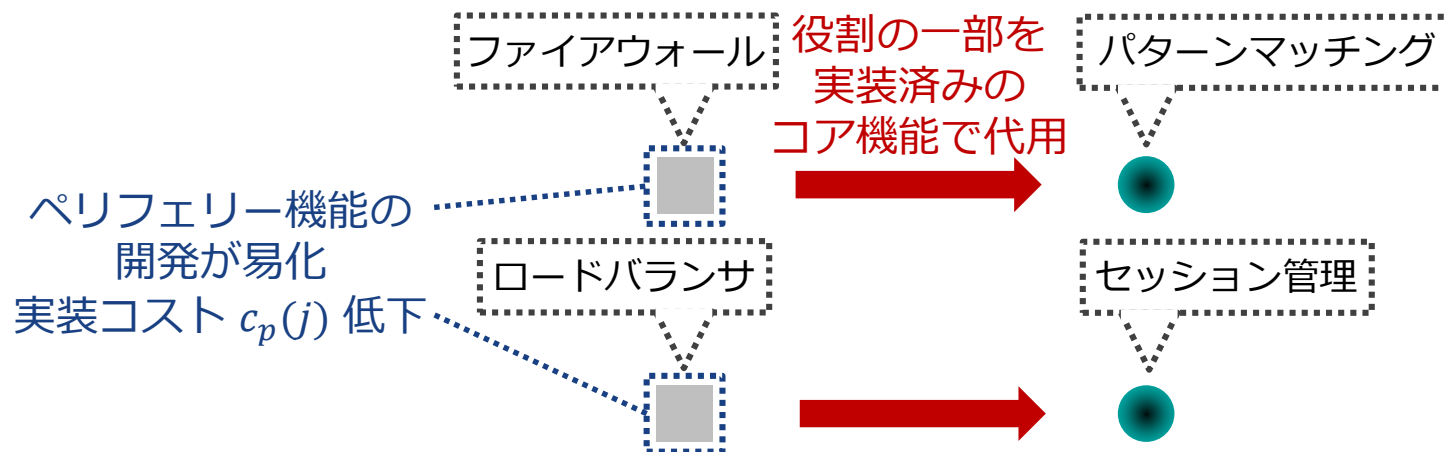 ファイアウォール
役割の一部を
実装済みの
コア機能で代用
パターンマッチング
ペリフェリー機能の
開発が易化
実装コスト c_p(j) 低下
ロードバランサ
セッション管理